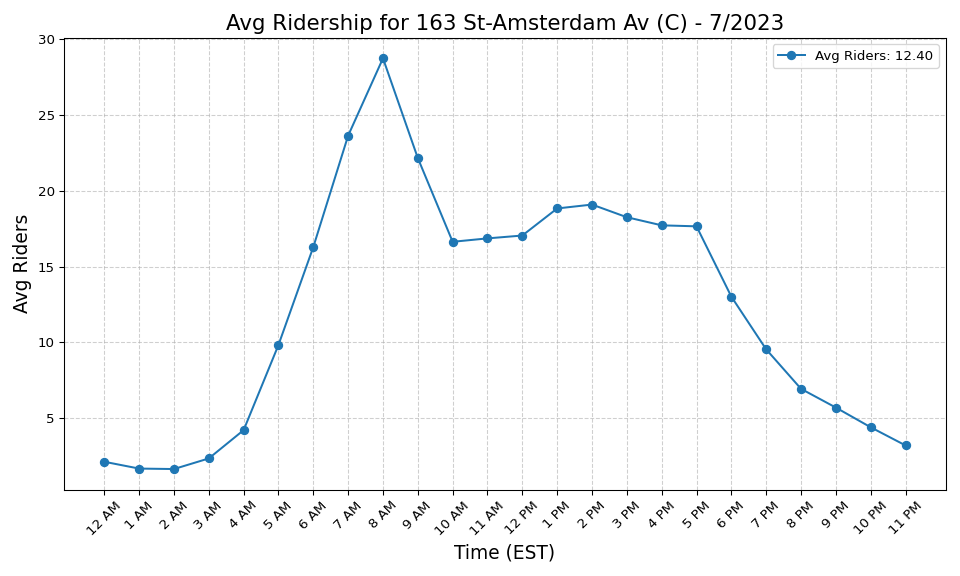 Avg Ridership for 163 St-Amsterdam Av (C) - 7/2023
Avg Riders: 12.40
Avg Riders
30
25
20
15
10
5
12 AM
1 AM
2 AM
3 AM
4 AM
5 AM
6 AM
7 AM
8 AM
9 AM
10 AM
11 AM
12 PM
1 PM
2 PM
3 PM
4 PM
5 PM
6 PM
7 PM
8 PM
9 PM
10 PM
11 PM
Time (EST)